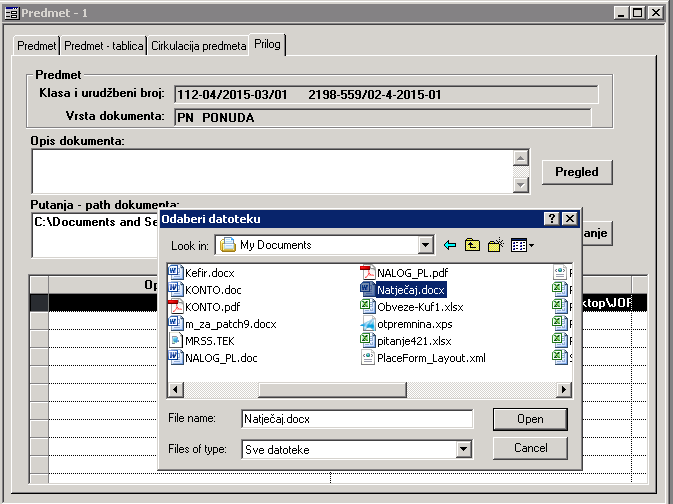 Predmet - 1
Predmet
Predmet - tablica
Cirkulacija predmeta
Prilog
Predmet
Klasa i urudžbeni broj: 112-04/2015-03/01 2198-559/02-4-2015-01
Vrsta dokumenta: PN PONUDA
Opis dokumenta:
Pregled
Putanja - path dokumenta:
C:\Documents and Se
anje
Op
ktop\JOF
Odaberi datoteku
Look in: My Documents
Kefir.docx
KONTO.doc
KONTO.pdf
m_za_patch9.docx
MRSS.TEK
NALOG_PL.doc
NALOG_PL.pdf
Natječaj.docx
Obveze-Kuf1.xlsx
otpremnina.xps
pitanje421.xlsx
PlaceForm_Layout.xml
File name: Natječaj.docx
Open
Files of type: Sve datoteke
Cancel